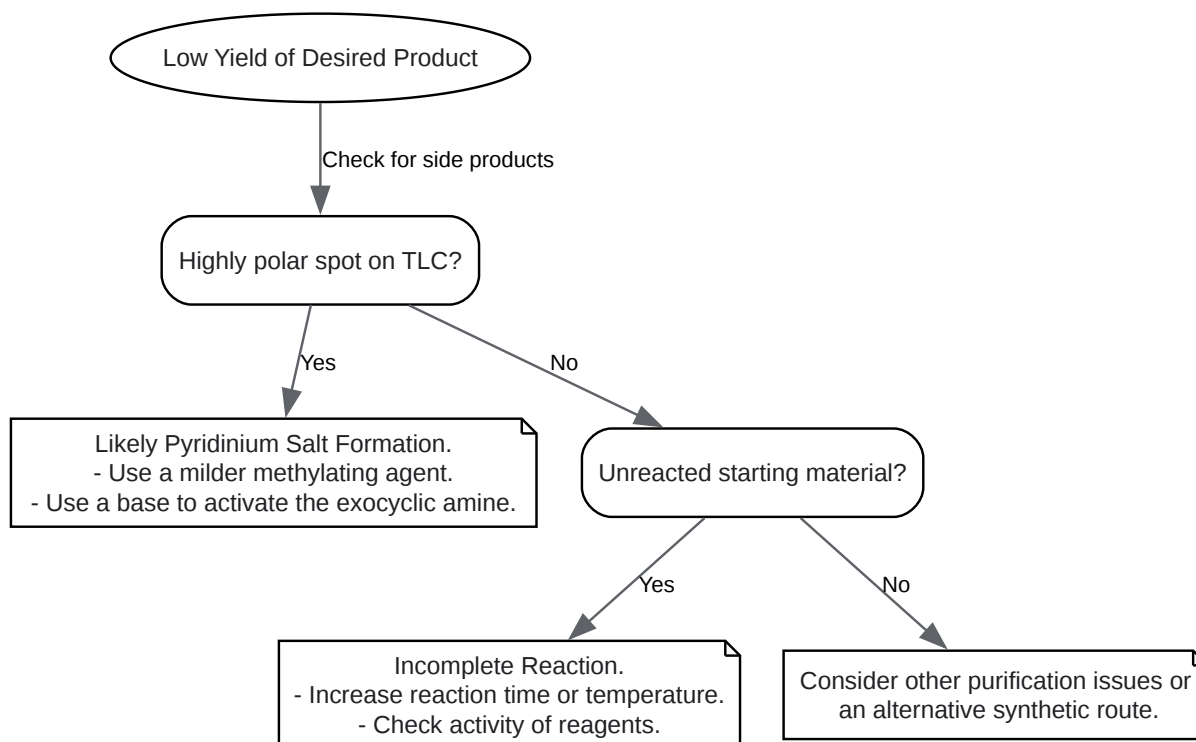 Low Yield of Desired Product
Check for side products
Highly polar spot on TLC?
Yes
No
Likely Pyridinium Salt Formation.
- Use a milder methylating agent.
- Use a base to activate the exocyclic amine.
Unreacted starting material?
Yes
No
Incomplete Reaction.
- Increase reaction time or temperature.
- Check activity of reagents.
Consider other purification issues or
an alternative synthetic route.